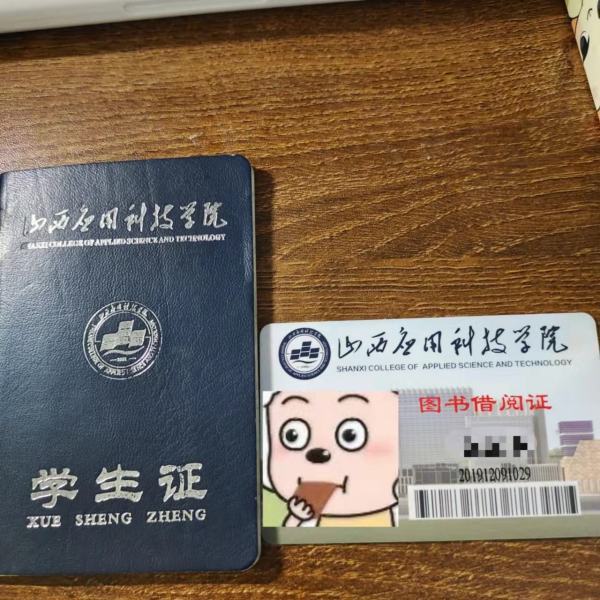 山西应用科技学院
SHANXI COLLEGE OF APPLIED SCIENCE AND TECHNOLOGY
学生证
XUE SHENG ZHENG
山西应用科技学院
SHANXI COLLEGE OF APPLIED SCIENCE AND TECHNOLOGY
图书借阅证
201912091029